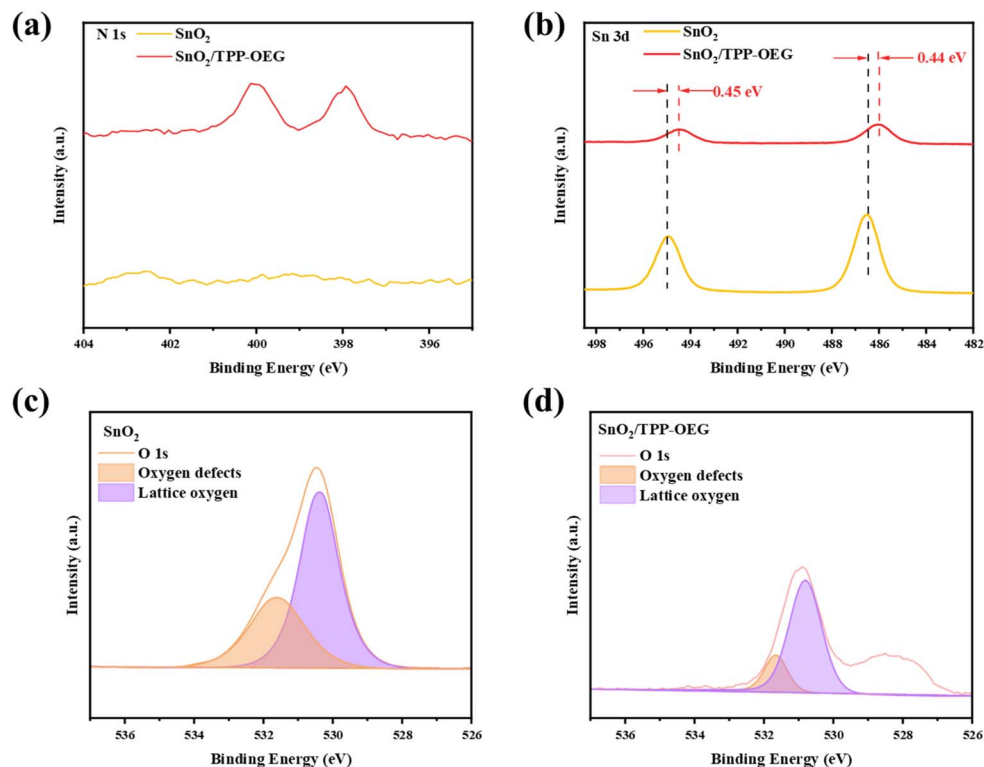 (a)
N 1s
SnO₂
SnO₂/TPP-OEG
Intensity (a.u.)
404 402 400 398 396
Binding Energy (eV)
(b)
Sn 3d
SnO₂
SnO₂/TPP-OEG
0.45 eV
0.44 eV
Intensity (a.u.)
498 496 494 492 490 488 486 484 482
Binding Energy (eV)
(c)
SnO₂
O 1s
Oxygen defects
Lattice oxygen
Intensity (a.u.)
536 534 532 530 528 526
Binding Energy (eV)
(d)
SnO₂/TPP-OEG
O 1s
Oxygen defects
Lattice oxygen
Intensity (a.u.)
536 534 532 530 528 526
Binding Energy (eV)